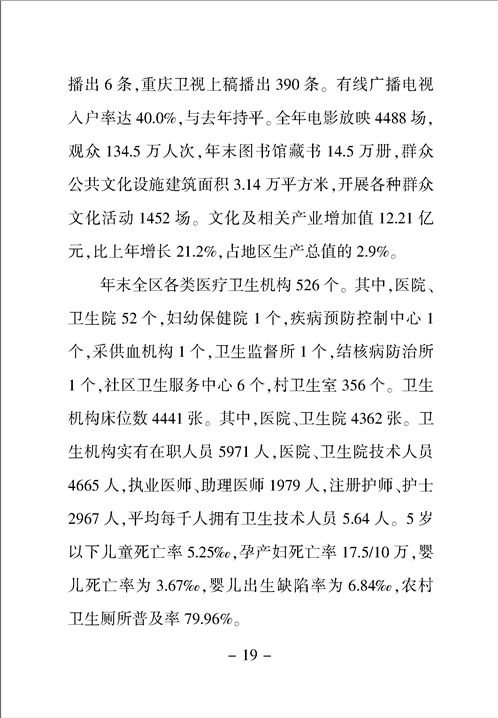 播出 6 条,重庆卫视上稿播出 390 条。有线广播电视
入户率达 40.0%,与去年持平。全年电影放映 4488 场,
观众 134.5 万人次,年末图书馆藏书 14.5 万册,群众
公共文化设施建筑面积 3.14 万平方米,开展各种群众
文化活动 1452 场。文化及相关产业增加值 12.21 亿
元,比上年增长 21.2%,占地区生产总值的 2.9%。
年末全区各类医疗卫生机构 526 个。其中,医院、
卫生院 52 个,妇幼保健院 1 个,疾病预防控制中心 1
个,采供血机构 1 个,卫生监督所 1 个,结核病防治所
1 个,社区卫生服务中心 6 个,村卫生室 356 个。卫生
机构床位数 4441 张。其中,医院、卫生院 4362 张。卫
生机构实有在职人员 5971 人,医院、卫生院技术人员
4665 人,执业医师、助理医师 1979 人,注册护师、护士
2967 人,平均每千人拥有卫生技术人员 5.64 人。5 岁
以下儿童死亡率 5.25‰,孕产妇死亡率 17.5/10 万,婴
儿死亡率为 3.67‰,婴儿出生缺陷率为 6.84‰,农村
卫生厕所普及率 79.96%。
– 19 –